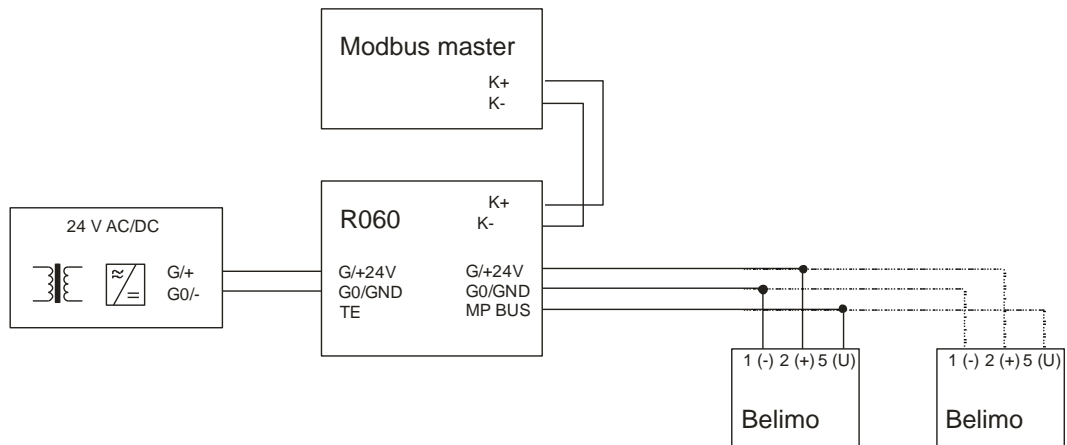 Modbus master
K+
K-
24 V AC/DC
G/+
G0/-
R060
K+
K-
G/+24V
G0/GND
TE
G/+24V
G0/GND
MP BUS
1 (-) 2 (+) 5 (U)
Belimo
1 (-) 2 (+) 5 (U)
Belimo